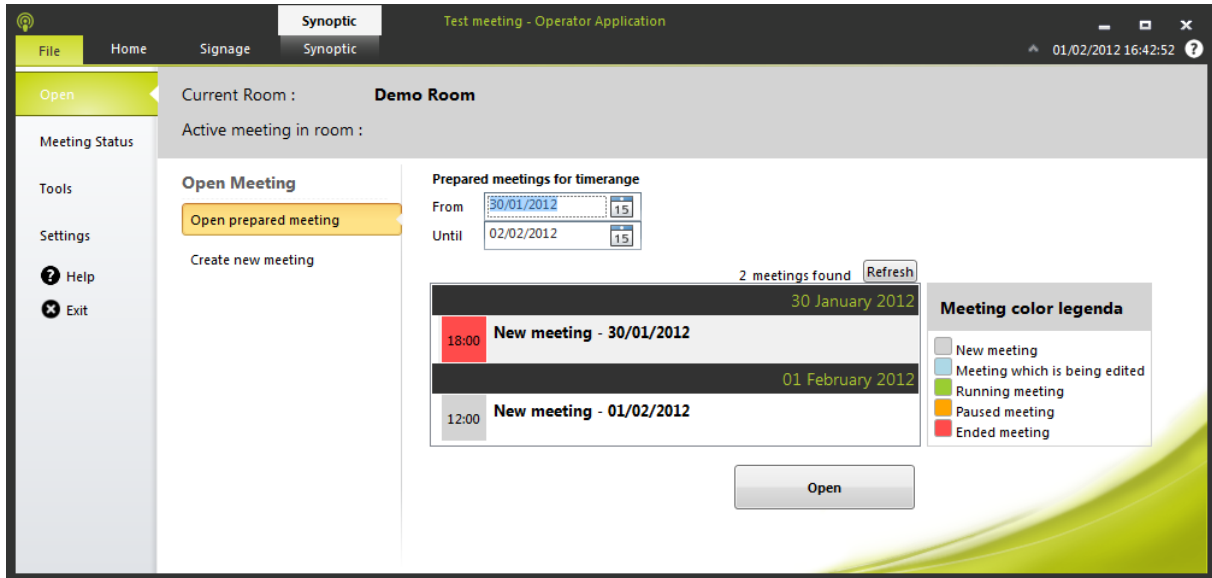 Synoptic
Test meeting - Operator Application
File Home Signage Synoptic
01/02/2012 16:42:52 ?
Open
Meeting Status
Tools
Settings
? Help
Exit
Current Room : Demo Room
Active meeting in room :
Open Meeting
Open prepared meeting
Create new meeting
Prepared meetings for timerange
From 30/01/2012 15
Until 02/02/2012 15
2 meetings found Refresh
30 January 2012
18:00 New meeting - 30/01/2012
01 February 2012
12:00 New meeting - 01/02/2012
Meeting color legenda
New meeting
Meeting which is being edited
Running meeting
Paused meeting
Ended meeting
Open